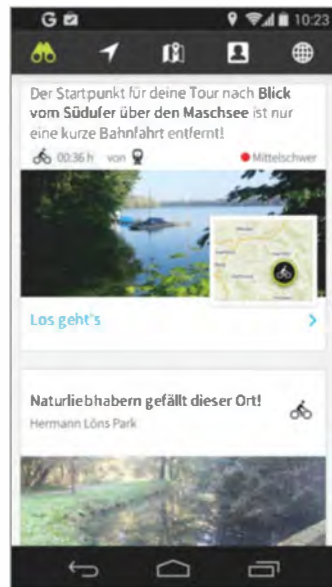 10:23
Der Startpunkt für deine Tour nach Blick
vom Südufer über den Maschsee ist nur
eine kurze Bahnfahrt entfernt!
00:36 h von
Mittelschwer
Los geht's
Naturliebhabern gefällt dieser Ort!
Hermann Löns Park